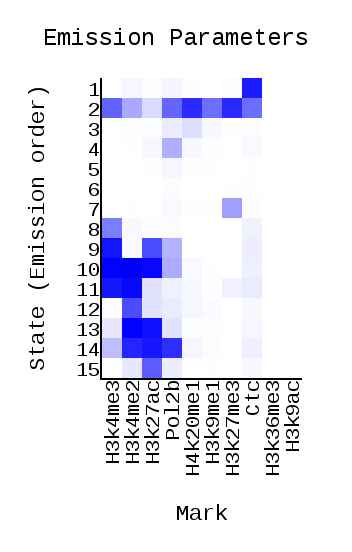 Emission Parameters
State (Emission order)
1
2
3
4
5
6
7
8
9
10
11
12
13
14
15
H3k4me3
H3k4me2
H3k27ac
Pol2b
H4k20me1
H3k9me1
H3k27me3
Ctc
H3k36me3
H3k9ac
Mark